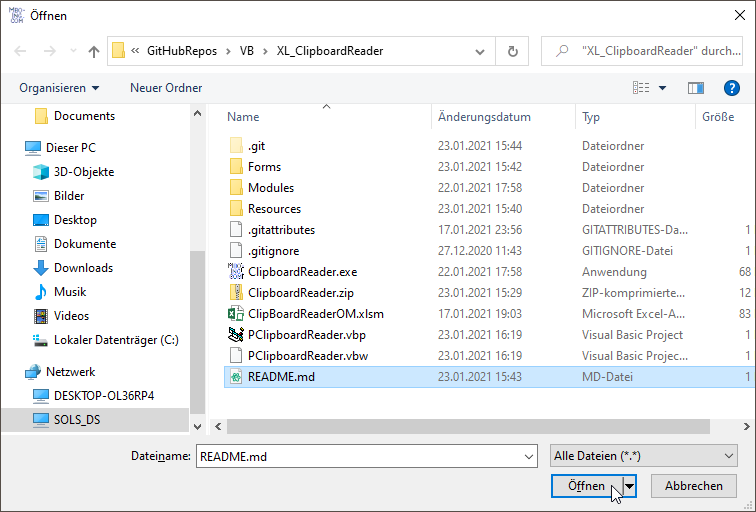 Öffnen
« GitHubRepos > VB > XL_ClipboardReader
"XL_ClipboardReader" durch...
Organisieren
Neuer Ordner
?
Documents
Dieser PC
3D-Objekte
Bilder
Desktop
Dokumente
Downloads
Musik
Videos
Lokaler Datenträger (C:)
Netzwerk
DESKTOP-OL36RP4
SOLS_DS
Name Änderungsdatum Typ Größe
.git 23.01.2021 15:44 Dateiordner
Forms 23.01.2021 15:42 Dateiordner
Modules 22.01.2021 17:58 Dateiordner
Resources 23.01.2021 15:40 Dateiordner
.gitattributes 17.01.2021 23:56 GITATTRIBUTES-Da... 1
.gitignore 27.12.2020 11:43 GITIGNORE-Datei 1
ClipboardReader.exe 22.01.2021 17:58 Anwendung 68
ClipboardReader.zip 23.01.2021 15:29 ZIP-komprimierte... 22
ClipBoardReaderOM.xlsm 17.01.2021 19:03 Microsoft Excel-A... 83
PClipboardReader.vbp 23.01.2021 16:19 Visual Basic Project 1
PClipboardReader.vbw 23.01.2021 16:19 Visual Basic Projec... 1
README.md 23.01.2021 15:43 MD-Datei 1
Dateiname: README.md
Alle Dateien (*.*)
Öffnen
Abbrechen